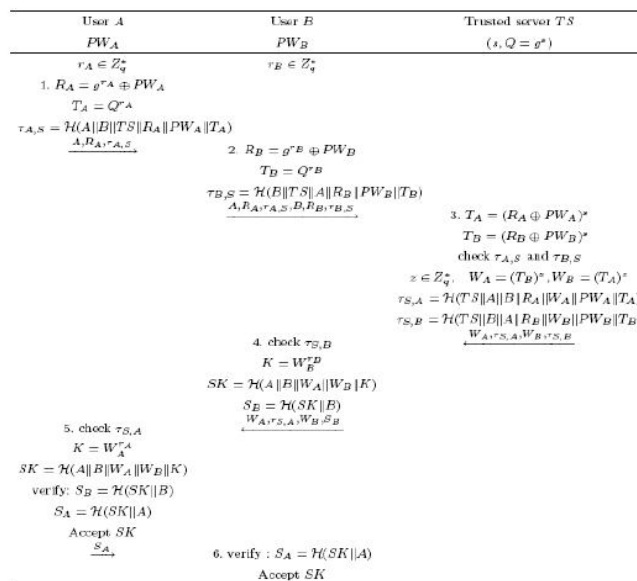 User A User B Trusted server TS
PW_A PW_B (s, Q = g^s)
r_A ∈ Z_q^* r_B ∈ Z_q^*
1. R_A = g^{r_A} ⊕ PW_A
T_A = Q^{r_A}
τ_{A,S} = H(A||B||TS||R_A||PW_A||T_A)
A,R_A,τ_{A,S}
2. R_B = g^{r_B} ⊕ PW_B
T_B = Q^{r_B}
τ_{B,S} = H(B||TS||A||R_B||PW_B||T_B)
A,R_A,τ_{A,S},B,R_B,τ_{B,S}
3. T_A = (R_A ⊕ PW_A)^s
T_B = (R_B ⊕ PW_B)^s
check τ_{A,S} and τ_{B,S}
z ∈ Z_q^*. W_A = (T_B)^z, W_B = (T_A)^z
τ_{S,A} = H(TS||A||B||R_A||W_A||PW_A||T_A)
τ_{S,B} = H(TS||B||A||R_B||W_B||PW_B||T_B
W_A,τ_{S,A},W_B,τ_{S,B}
4. check τ_{S,B}
K = W_B^{r_B}
SK = H(A||B||W_A||W_B||K)
S_B = H(SK||B)
W_A,τ_{S,A},W_B,S_B
5. check τ_{S,A}
K = W_A^{r_A}
SK = H(A||B||W_A||W_B||K)
verify: S_B = H(SK||B)
S_A = H(SK||A)
Accept SK
S_A
6. verify : S_A = H(SK||A)
Accept SK